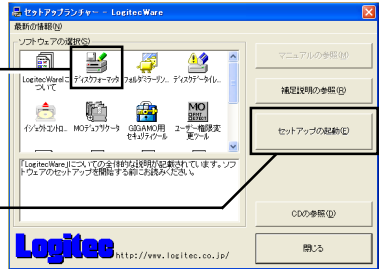 セットアップランチャー - LogitecWare
最新の情報(N)
ソフトウェアの選択(S)
LogitecWareについて
ディスクフォーマッタ
フォルダミラーリン...
ディスクデータイレ...
イジェクトコントロ...
MOデュプリケータ
GIGAMO用セキュリティツール
ユーザー権限変更ツール
「LogitecWare」についての全体的な説明が記載されています。ソフトウェアのセットアップを開始する前にお読みください。
マニュアルの参照(M)
補足説明の参照(R)
セットアップの起動(E)
CDの参照(D)
閉じる
Logitec http://www.logitec.co.jp/